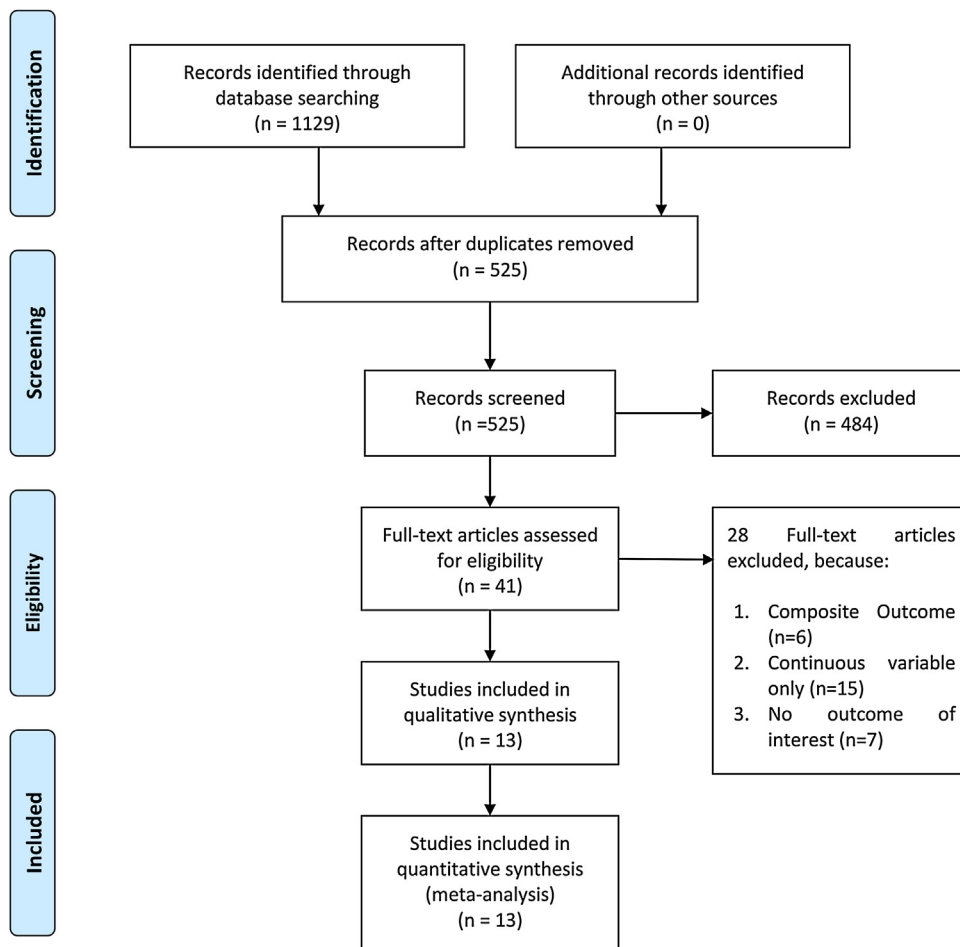 Identification
Records identified through
database searching
(n = 1129)
Additional records identified
through other sources
(n = 0)
Records after duplicates removed
(n = 525)
Screening
Records screened
(n =525)
Records excluded
(n = 484)
Eligibility
Full-text articles assessed
for eligibility
(n = 41)
28 Full-text articles
excluded, because:
1. Composite Outcome
(n=6)
2. Continuous variable
only (n=15)
3. No outcome of
interest (n=7)
Studies included in
qualitative synthesis
(n = 13)
Included
Studies included in
quantitative synthesis
(meta-analysis)
(n = 13)